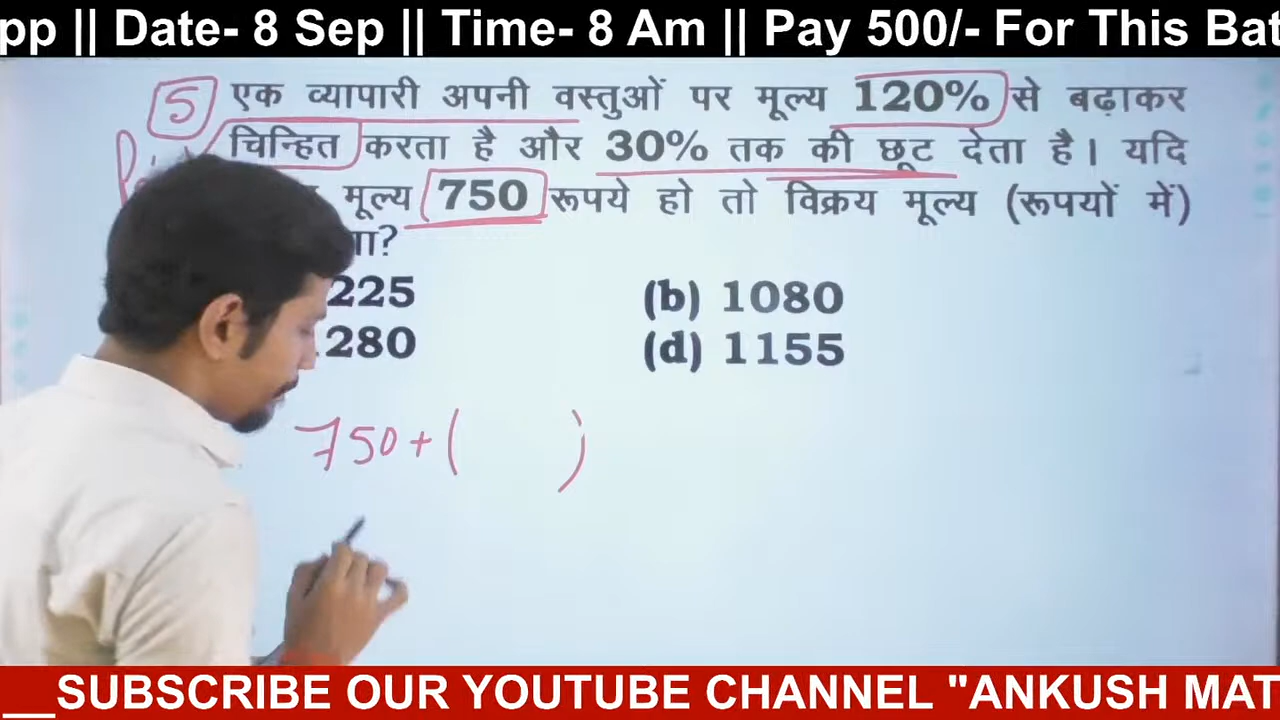 pp || Date- 8 Sep || Time- 8 Am || Pay 500/- For This Bat
5 एक व्यापारी अपनी वस्तुओं पर मूल्य 120% से बढ़ाकर
चिन्हित करता है और 30% तक की छूट देता है। यदि
मूल्य 750 रूपये हो तो विक्रय मूल्य (रूपयों में)
?
225 (b) 1080
280 (d) 1155
750+( )
__SUBSCRIBE OUR YOUTUBE CHANNEL "ANKUSH MAT